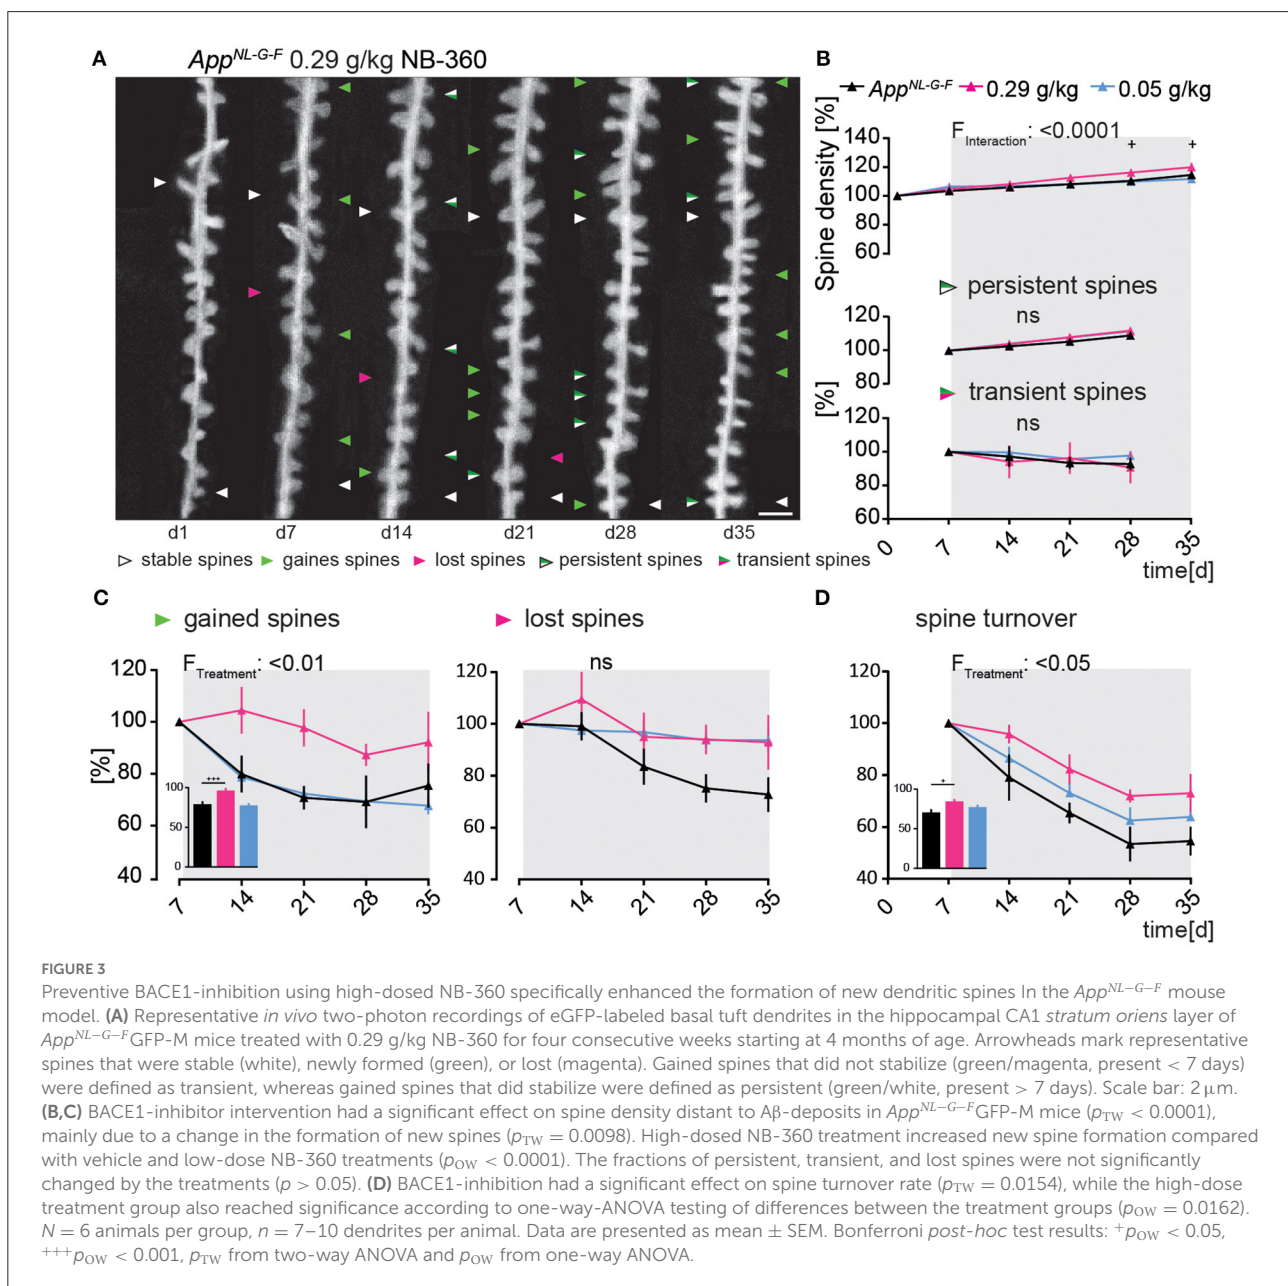 A
App^NL-G-F 0.29 g/kg NB-360
d1 d7 d14 d21 d28 d35
stable spines gaines spines lost spines persistent spines transient spines
B
App^NL-G-F 0.29 g/kg 0.05 g/kg
F_Interaction: <0.0001
+ +
Spine density [%]
140
120
100
80
60
persistent spines
ns
120
100
80
transient spines
ns
[%]
120
100
80
60
0 7 14 21 28 35
time[d]
C
gained spines
F_Treatment: <0.01
[%]
120
100
80
60
40
+++
100
50
0
7 14 21 28 35
lost spines
ns
120
100
80
60
40
7 14 21 28 35
D
spine turnover
F_Treatment: <0.05
120
100
80
60
40
+
100
50
0
0 7 14 21 28 35
time[d]
FIGURE 3
Preventive BACE1-inhibition using high-dosed NB-360 specifically enhanced the formation of new dendritic spines In the App^NL−G−F mouse
model. (A) Representative in vivo two-photon recordings of eGFP-labeled basal tuft dendrites in the hippocampal CA1 stratum oriens layer of
App^NL−G−F GFP-M mice treated with 0.29 g/kg NB-360 for four consecutive weeks starting at 4 months of age. Arrowheads mark representative
spines that were stable (white), newly formed (green), or lost (magenta). Gained spines that did not stabilize (green/magenta, present < 7 days)
were defined as transient, whereas gained spines that did stabilize were defined as persistent (green/white, present > 7 days). Scale bar: 2 μm.
(B,C) BACE1-inhibitor intervention had a significant effect on spine density distant to Aβ-deposits in App^NL−G−F GFP-M mice (p_TW < 0.0001),
mainly due to a change in the formation of new spines (p_TW = 0.0098). High-dosed NB-360 treatment increased new spine formation compared
with vehicle and low-dose NB-360 treatments (p_OW < 0.0001). The fractions of persistent, transient, and lost spines were not significantly
changed by the treatments (p > 0.05). (D) BACE1-inhibition had a significant effect on spine turnover rate (p_TW = 0.0154), while the high-dose
treatment group also reached significance according to one-way-ANOVA testing of differences between the treatment groups (p_OW = 0.0162).
N = 6 animals per group, n = 7–10 dendrites per animal. Data are presented as mean ± SEM. Bonferroni post-hoc test results: ^+p_OW < 0.05,
^+++p_OW < 0.001, p_TW from two-way ANOVA and p_OW from one-way ANOVA.